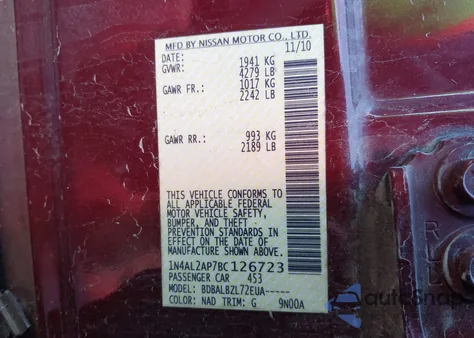 MFD BY NISSAN MOTOR CO., LTD.
DATE: 11/10
GVWR: 1941 KG
4279 LB
GAWR FR.: 1017 KG
2242 LB
GAWR RR.: 993 KG
2189 LB
THIS VEHICLE CONFORMS TO
ALL APPLICABLE FEDERAL
MOTOR VEHICLE SAFETY,
BUMPER, AND THEFT
PREVENTION STANDARDS IN
EFFECT ON THE DATE OF
MANUFACTURE SHOWN ABOVE.
1N4AL2AP7BC126723
PASSENGER CAR 453
MODEL: BDBALBZL72EUA-----
COLOR: NAD TRIM: G 9N00A
autoSnap